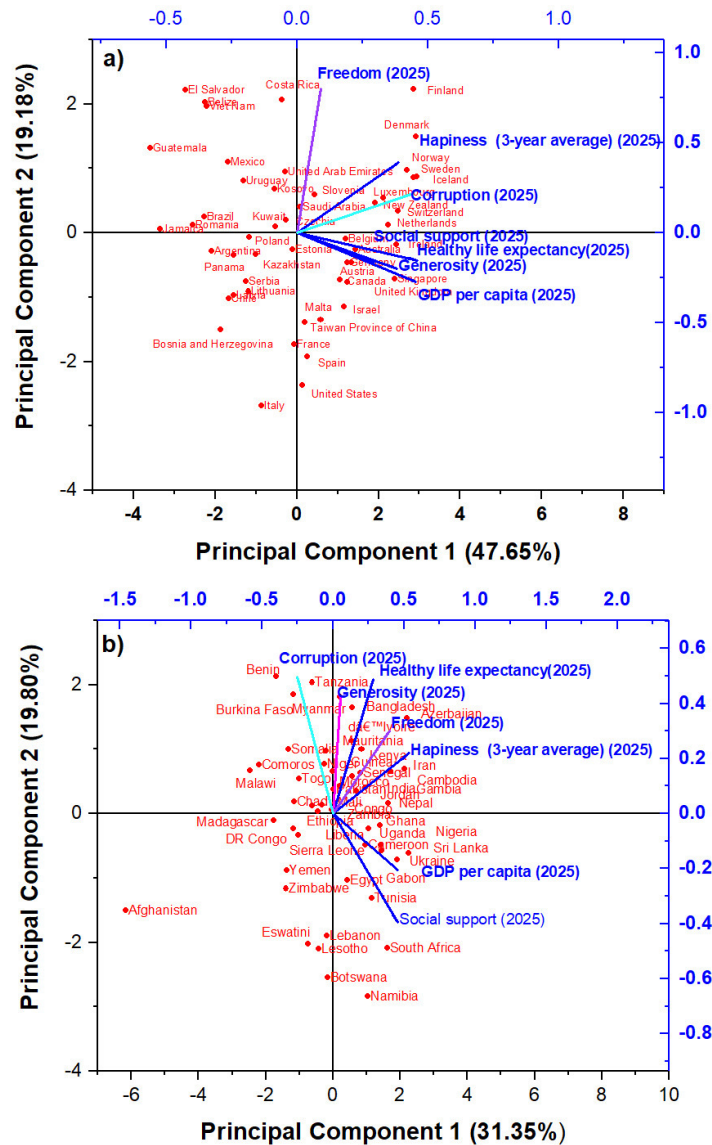 -0.5
0.0
0.5
1.0
a)
Freedom (2025)
Costa Rica
El Salvador
Belize
Viet Nam
Finland
Denmark
Guatemala
Hapiness (3-year average) (2025)
Mexico
Norway
United Arab Emirates
Sweden
Uruguay
Iceland
Kosovo
Slovenia
Luxembourg
Corruption (2025)
Saudi Arabia
New Zealand
Brazil
Kuwait
Switzerland
Romania
Czechia
Netherlands
Jamaica
Poland
Belgium
Social support (2025)
Ireland
Argentina
Estonia
Australia
Healthy life expectancy(2025)
Panama
Kazakhstan
Germany
Generosity (2025)
Austria
Serbia
Canada
Singapore
GDP per capita (2025)
Lithuania
Latvia
United Kingdom
Chile
Malta
Israel
Taiwan Province of China
Bosnia and Herzegovina
France
Spain
United States
Italy
2
0
-2
-4
1.0
0.5
0.0
-0.5
-1.0
Principal Component 2 (19.18%)
-4
-2
0
2
4
6
8
Principal Component 1 (47.65%)
-1.5
-1.0
-0.5
0.0
0.5
1.0
1.5
2.0
b)
Corruption (2025)
Benin
Healthy life expectancy(2025)
Tanzania
Generosity (2025)
Burkina Faso
Myanmar
Bangladesh
Azerbaijan
dâ€™Ivoire
Freedom (2025)
Mauritania
Somalia
Kenya
Hapiness (3-year average) (2025)
Comoros
Niger
Guinea
Iran
Togo
Senegal
Cambodia
Malawi
Morocco
Pakistan
India
Gambia
Chad
Mali
Jordan
Nepal
Congo
Madagascar
Ethiopia
Zambia
Ghana
DR Congo
Liberia
Uganda
Nigeria
Sierra Leone
Cameroon
Sri Lanka
Yemen
Ukraine
Egypt
Gabon
GDP per capita (2025)
Zimbabwe
Tunisia
Afghanistan
Social support (2025)
Eswatini
Lebanon
Lesotho
South Africa
Botswana
Namibia
2
0
-2
-4
0.6
0.4
0.2
0.0
-0.2
-0.4
-0.6
-0.8
Principal Component 2 (19.80%)
-6
-4
-2
0
2
4
6
8
10
Principal Component 1 (31.35%)